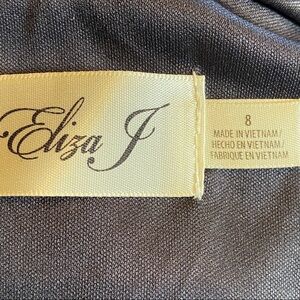 Eliza J
8
MADE IN VIETNAM/
HECHO EN VIETNAM/
FABRIQUE EN VIETNAM